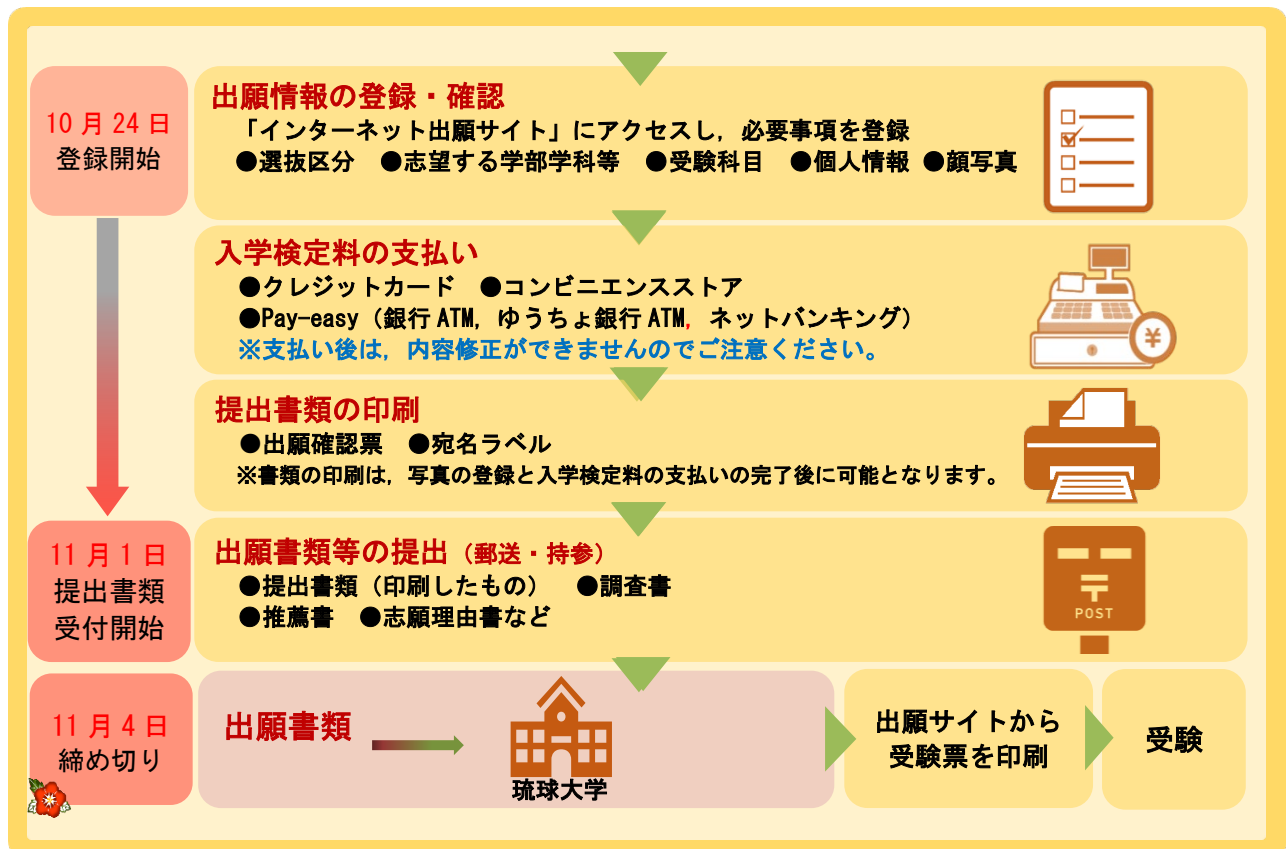 10月24日
登録開始
出願情報の登録・確認
「インターネット出願サイト」にアクセスし，必要事項を登録
●選抜区分　●志望する学部学科等　●受験科目　●個人情報 ●顔写真
入学検定料の支払い
●クレジットカード　●コンビニエンスストア
●Pay-easy（銀行ATM，ゆうちょ銀行ATM，ネットバンキング）
※支払い後は，内容修正ができませんのでご注意ください。
¥
提出書類の印刷
●出願確認票　●宛名ラベル
※書類の印刷は，写真の登録と入学検定料の支払いの完了後に可能となります。
11月1日
提出書類
受付開始
出願書類等の提出（郵送・持参）
●提出書類（印刷したもの）　●調査書
●推薦書　●志願理由書など
〒
POST
11月4日
締め切り
出願書類
琉球大学
出願サイトから
受験票を印刷
受験